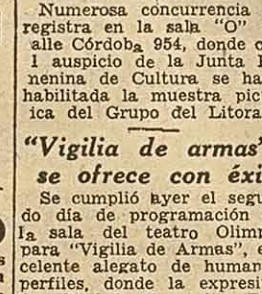 Numerosa concurrencia
registra en la sala "O"
alle Córdoba 954, donde c
l auspicio de la Junta
menina de Cultura se ha
habilitada la muestra pic
ica del Grupo del Litora
"Vigilia de armas"
se ofrece con éxi
Se cumplió ayer el segu
do día de programación
la sala del teatro Olim
para "Vigilia de Armas", e
celente alegato de human
perfiles, donde la expresi